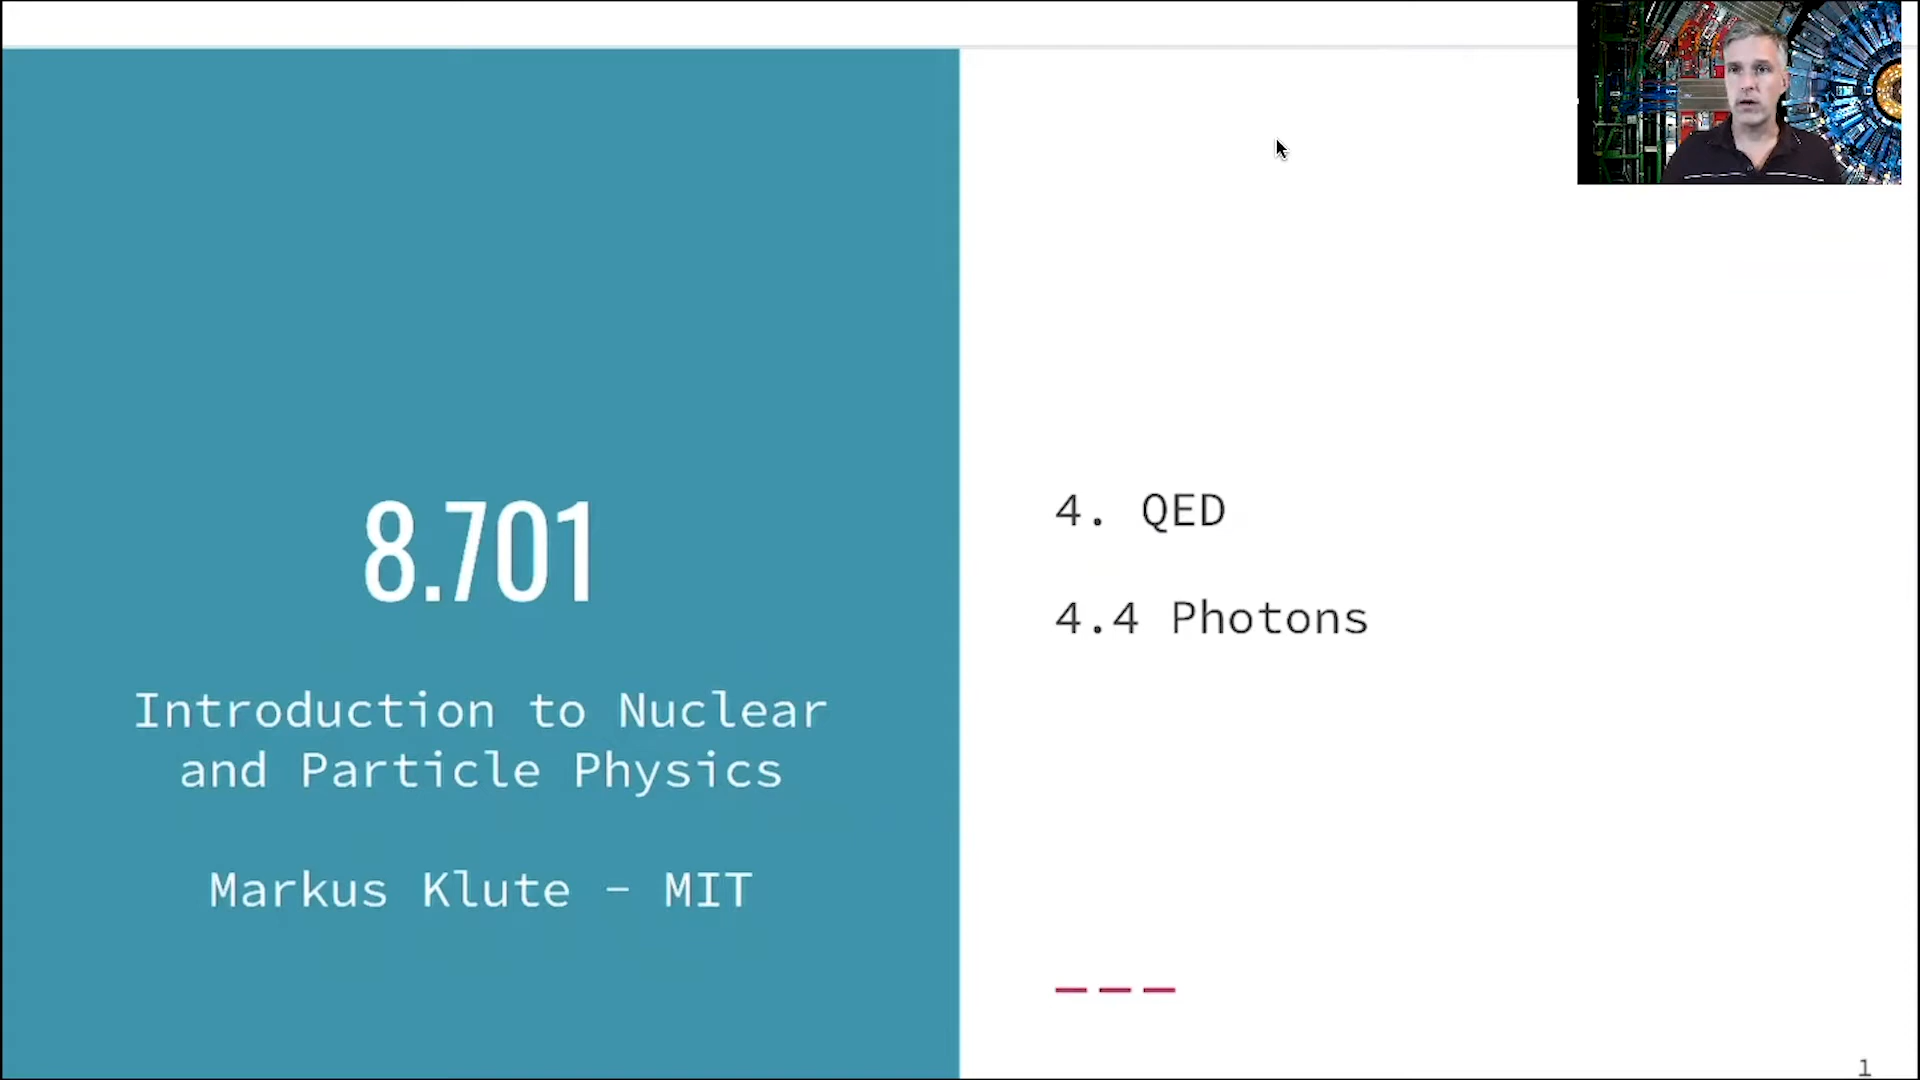 8.701
Introduction to Nuclear
and Particle Physics
Markus Klute - MIT
4. QED
4.4 Photons
1